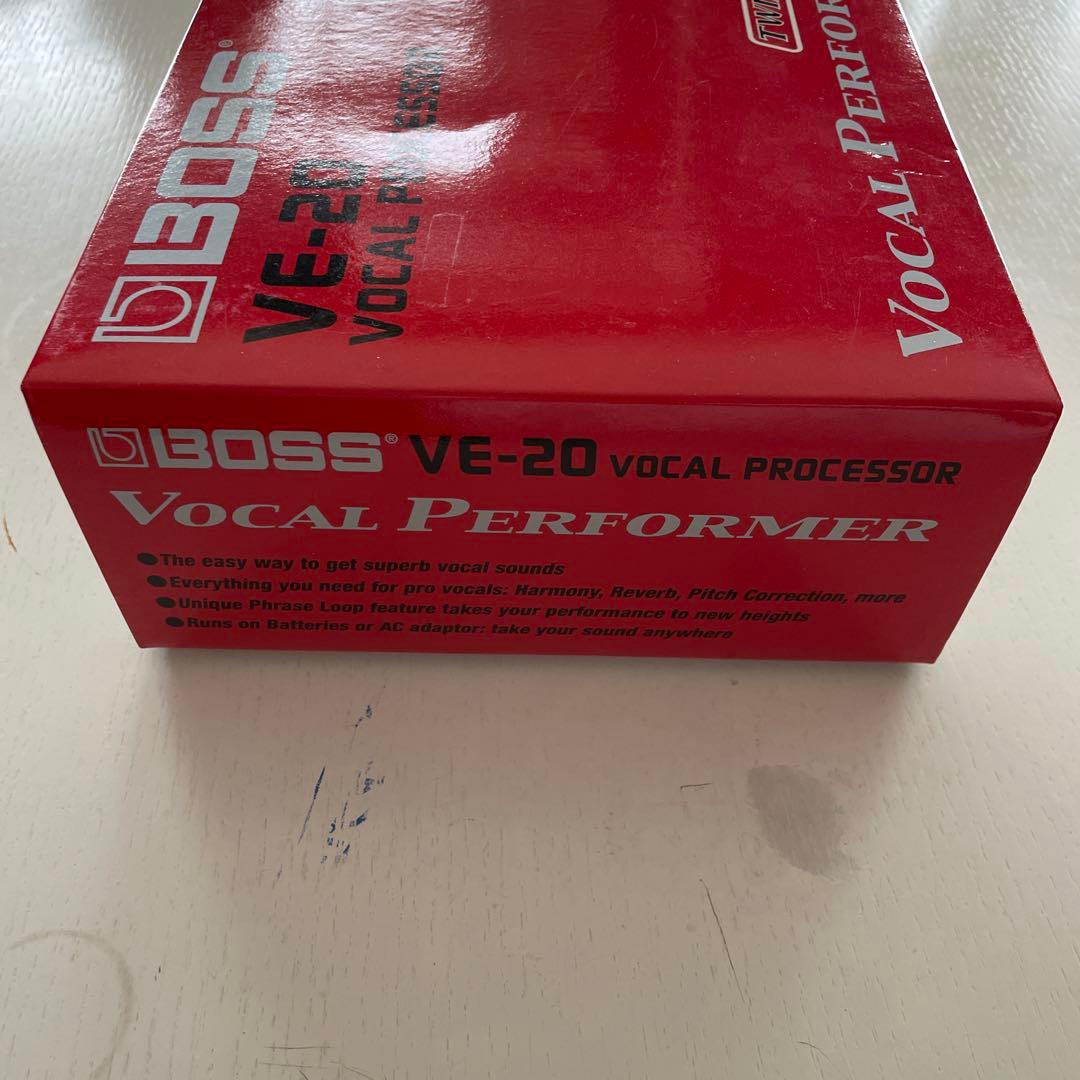 BOSS®
VE-20
VOCAL PROCESSOR
VOCAL
BOSS® VE-20 VOCAL PROCESSOR
VOCAL PERFORMER
●The easy way to get superb vocal sounds
●Everything you need for pro vocals: Harmony, Reverb, Pitch Correction, more
●Unique Phrase Loop feature takes your performance to new heights
●Runs on Batteries or AC adaptor: take your sound anywhere